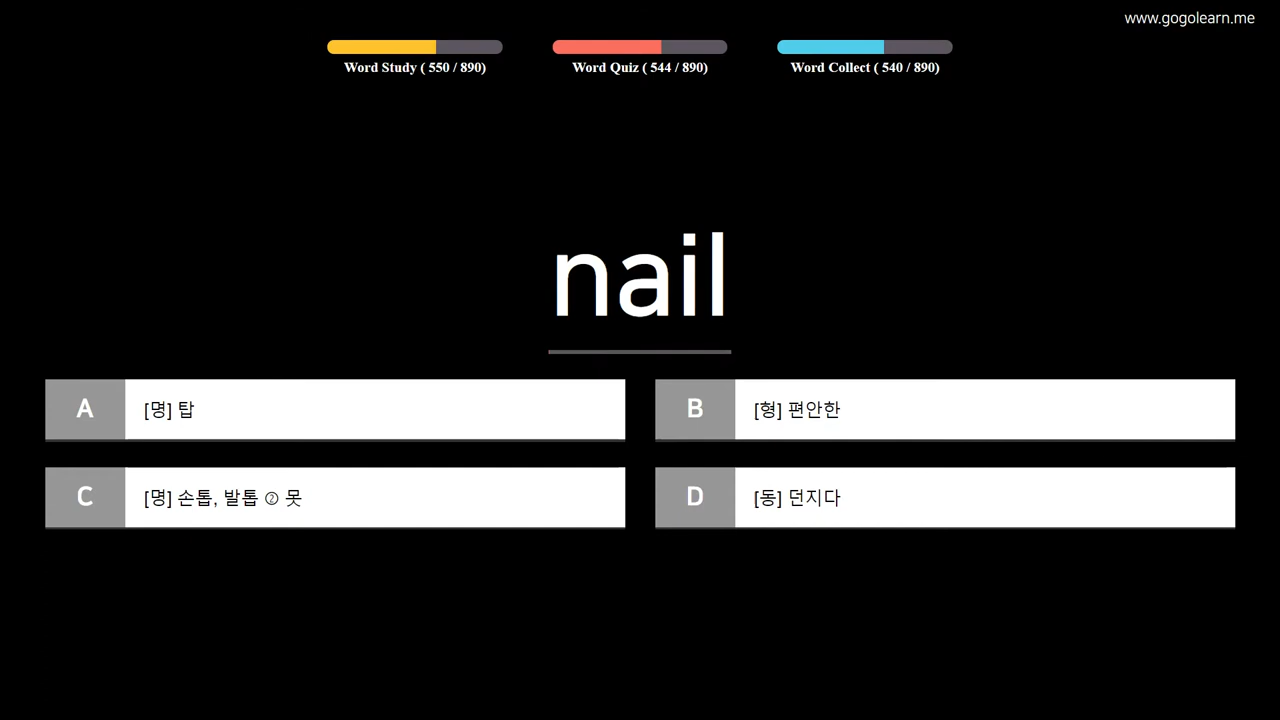 www.gogolearn.me
Word Study ( 550 / 890)
Word Quiz ( 544 / 890)
Word Collect ( 540 / 890)
nail
A [명] 탑
B [형] 편안한
C [명] 손톱, 발톱 ② 못
D [동] 던지다